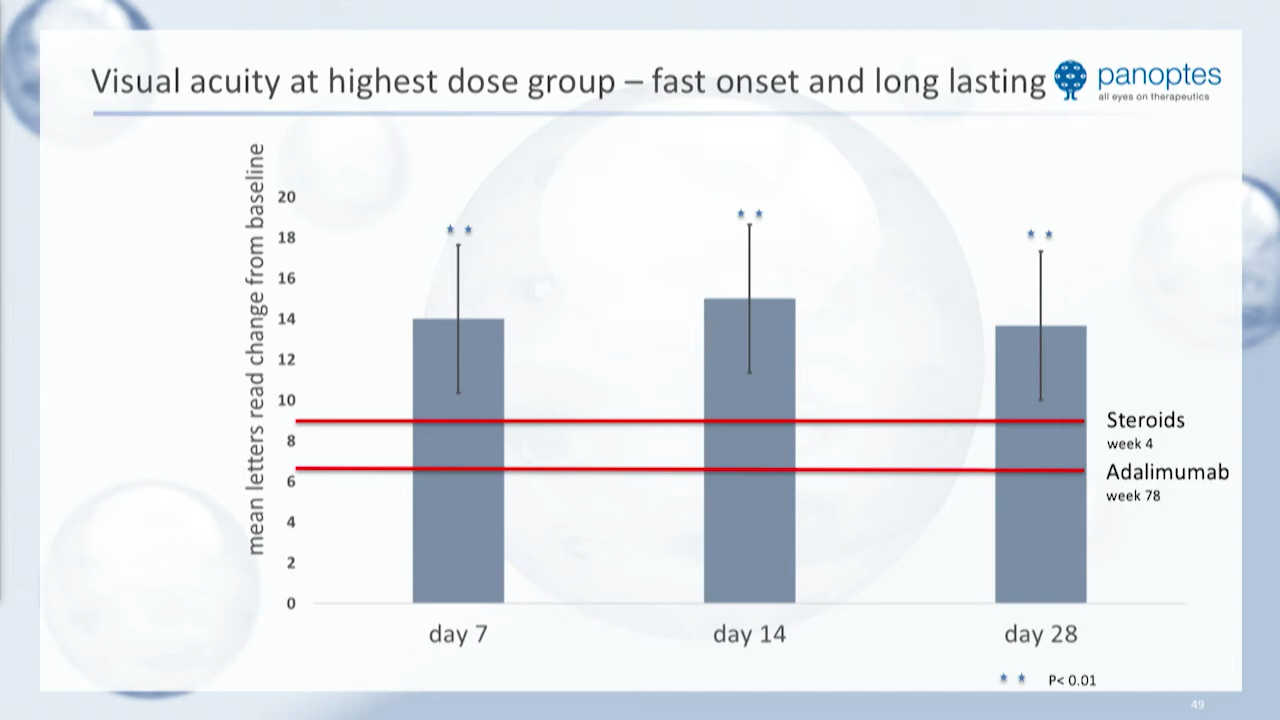 Visual acuity at highest dose group – fast onset and long lasting
panoptes
all eyes on therapeutics
mean letters read change from baseline
20
18
16
14
12
10
8
6
4
2
0
* *
* *
* *
Steroids
week 4
Adalimumab
week 78
day 7
day 14
day 28
* * P< 0.01
49